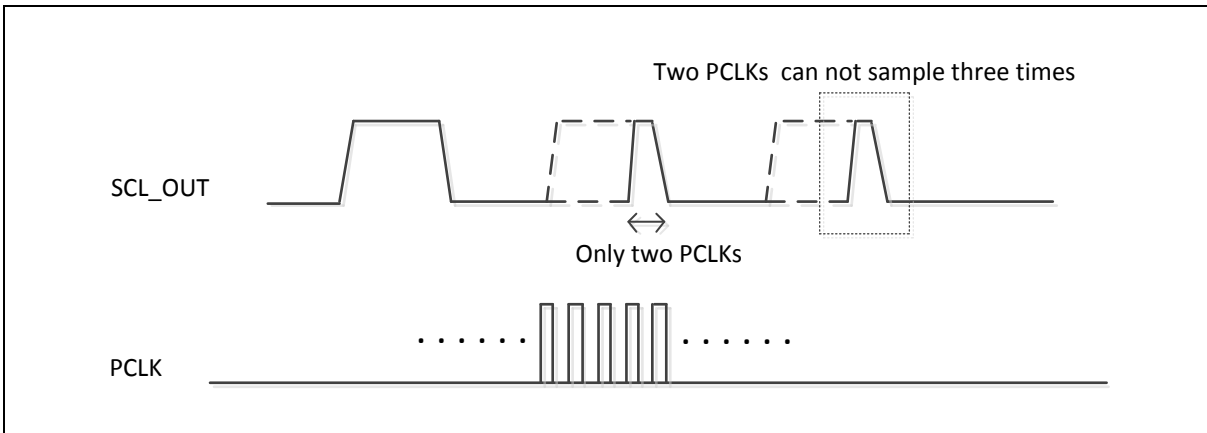 Two PCLKs can not sample three times
SCL_OUT
Only two PCLKs
PCLK